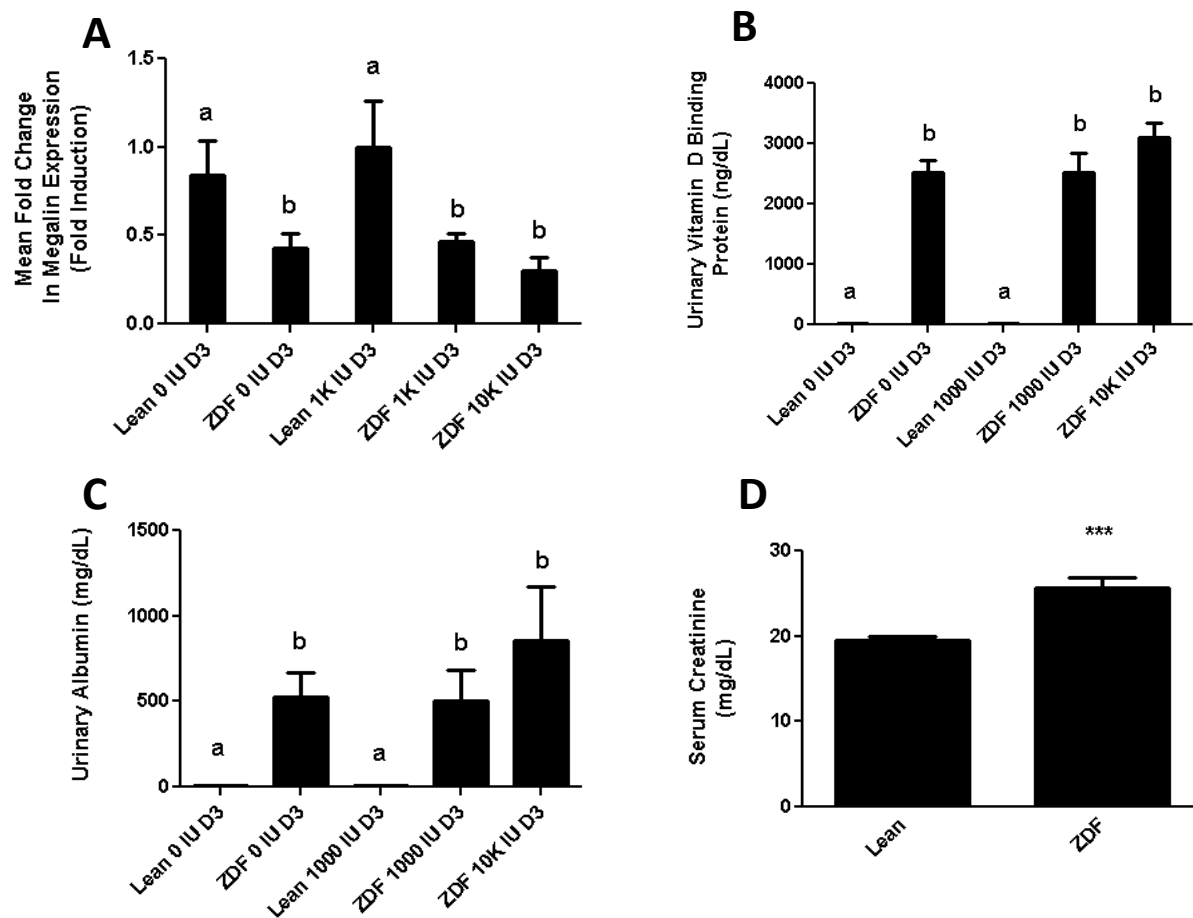 A
Mean Fold Change
In Megalin Expression
(Fold Induction)
1.5
1.0
0.5
0.0
a
b
a
b
b
Lean 0 IU D3
ZDF 0 IU D3
Lean 1K IU D3
ZDF 1K IU D3
ZDF 10K IU D3
B
Urinary Vitamin D Binding
Protein (ng/dL)
4000
3000
2000
1000
0
a
b
a
b
b
Lean 0 IU D3
ZDF 0 IU D3
Lean 1000 IU D3
ZDF 1000 IU D3
ZDF 10K IU D3
C
Urinary Albumin (mg/dL)
1500
1000
500
0
a
b
a
b
b
Lean 0 IU D3
ZDF 0 IU D3
Lean 1000 IU D3
ZDF 1000 IU D3
ZDF 10K IU D3
D
Serum Creatinine
(mg/dL)
30
20
10
0
***
Lean
ZDF